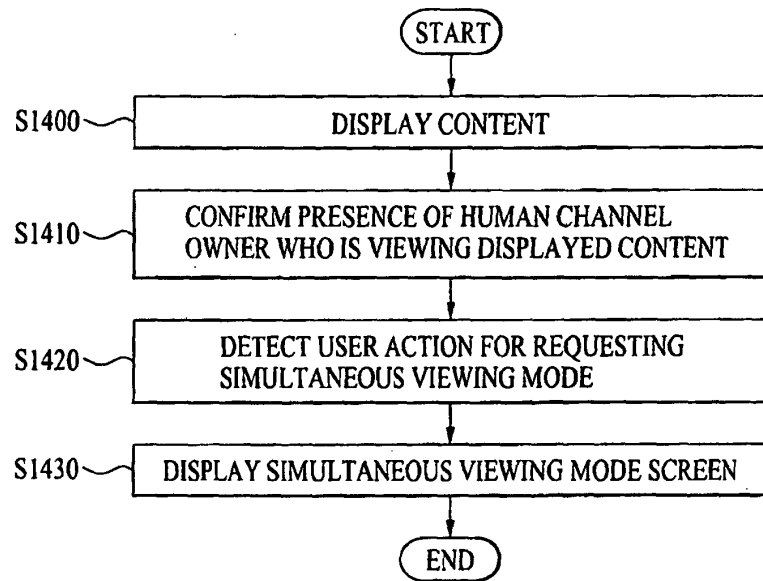 START
S1400 DISPLAY CONTENT
S1410 CONFIRM PRESENCE OF HUMAN CHANNEL
OWNER WHO IS VIEWING DISPLAYED CONTENT
S1420 DETECT USER ACTION FOR REQUESTING
SIMULTANEOUS VIEWING MODE
S1430 DISPLAY SIMULTANEOUS VIEWING MODE SCREEN
END